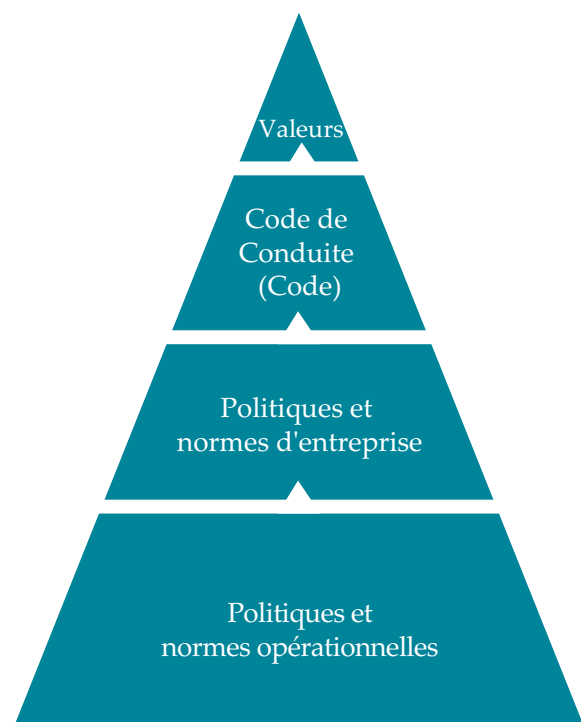 Valeurs
Code de
Conduite
(Code)
Politiques et
normes d'entreprise
Politiques et
normes opérationnelles